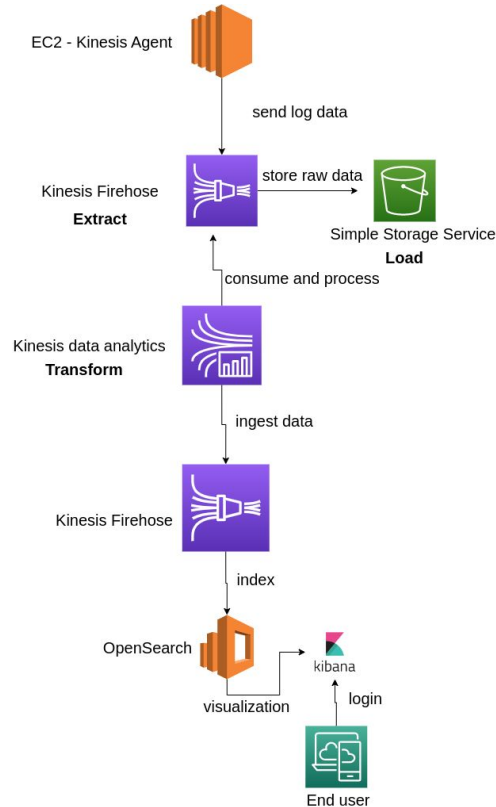 EC2 - Kinesis Agent
send log data
Kinesis Firehose
Extract
store raw data
Simple Storage Service
Load
consume and process
Kinesis data analytics
Transform
ingest data
Kinesis Firehose
index
OpenSearch
kibana
visualization
login
End user